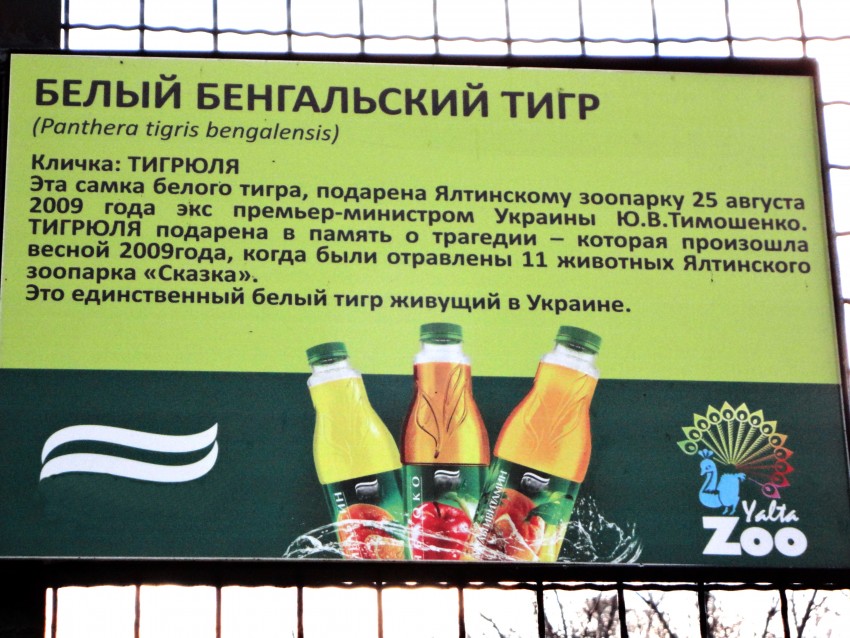 БЕЛЫЙ БЕНГАЛЬСКИЙ ТИГР
(Panthera tigris bengalensis)
Кличка: ТИГРЮЛЯ
Эта самка белого тигра, подарена Ялтинскому зоопарку 25 августа
2009 года экс премьер-министром Украины Ю.В.Тимошенко.
ТИГРЮЛЯ подарена в память о трагедии – которая произошла
весной 2009года, когда были отравлены 11 животных Ялтинского
зоопарка «Сказка».
Это единственный белый тигр живущий в Украине.
Yalta
Zoo